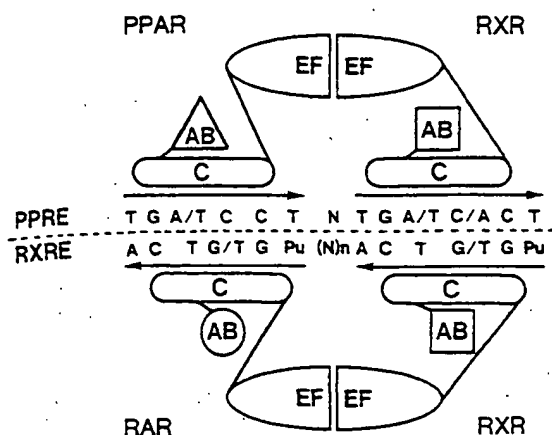 PPAR RXR
EF EF
AB AB
C C
PPRE T G A/T C C T N T G A/T C/A C T
RXRE A C T G/T G Pu (N)n A C T G/T G Pu
C C
AB AB
EF EF
RAR RXR